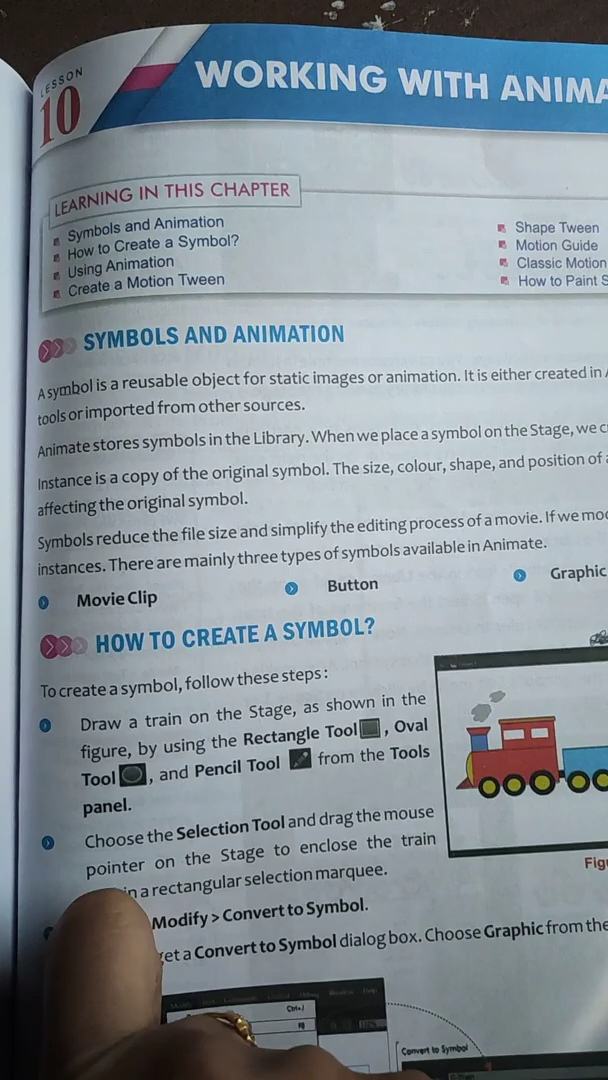 LESSON
10
WORKING WITH ANIMA
LEARNING IN THIS CHAPTER
Symbols and Animation
How to Create a Symbol?
Using Animation
Create a Motion Tween
Shape Tween
Motion Guide
Classic Motion
How to Paint S
SYMBOLS AND ANIMATION
A symbol is a reusable object for static images or animation. It is either created in
tools or imported from other sources.
Animate stores symbols in the Library. When we place a symbol on the Stage, we c
Instance is a copy of the original symbol. The size, colour, shape, and position of
affecting the original symbol.
Symbols reduce the file size and simplify the editing process of a movie. If we mo
instances. There are mainly three types of symbols available in Animate.
Movie Clip Button Graphic
HOW TO CREATE A SYMBOL?
To create a symbol, follow these steps:
Draw a train on the Stage, as shown in the
figure, by using the Rectangle Tool , Oval
Tool , and Pencil Tool from the Tools
panel.
Choose the Selection Tool and drag the mouse
pointer on the Stage to enclose the train
in a rectangular selection marquee.
Fig
Modify > Convert to Symbol.
get a Convert to Symbol dialog box. Choose Graphic from the
Convert to Symbol